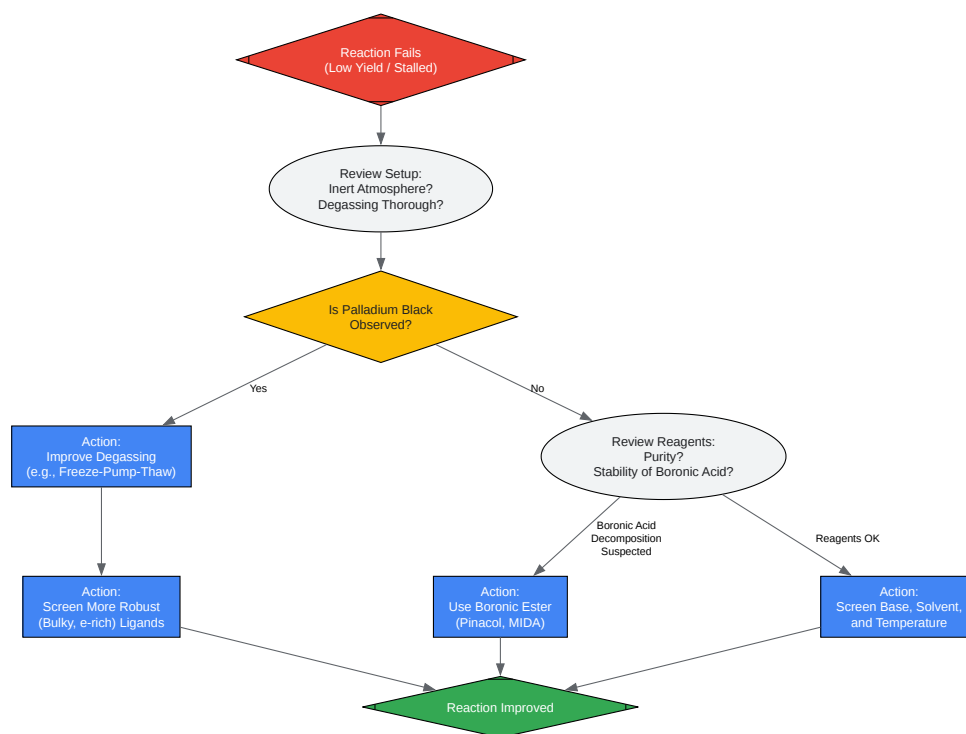 Reaction Fails
(Low Yield / Stalled)
Review Setup:
Inert Atmosphere?
Degassing Thorough?
Is Palladium Black
Observed?
Yes
No
Action:
Improve Degassing
(e.g., Freeze-Pump-Thaw)
Review Reagents:
Purity?
Stability of Boronic Acid?
Boronic Acid
Decomposition
Suspected
Reagents OK
Action:
Screen More Robust
(Bulky, e-rich) Ligands
Action:
Use Boronic Ester
(Pinacol, MIDA)
Action:
Screen Base, Solvent,
and Temperature
Reaction Improved